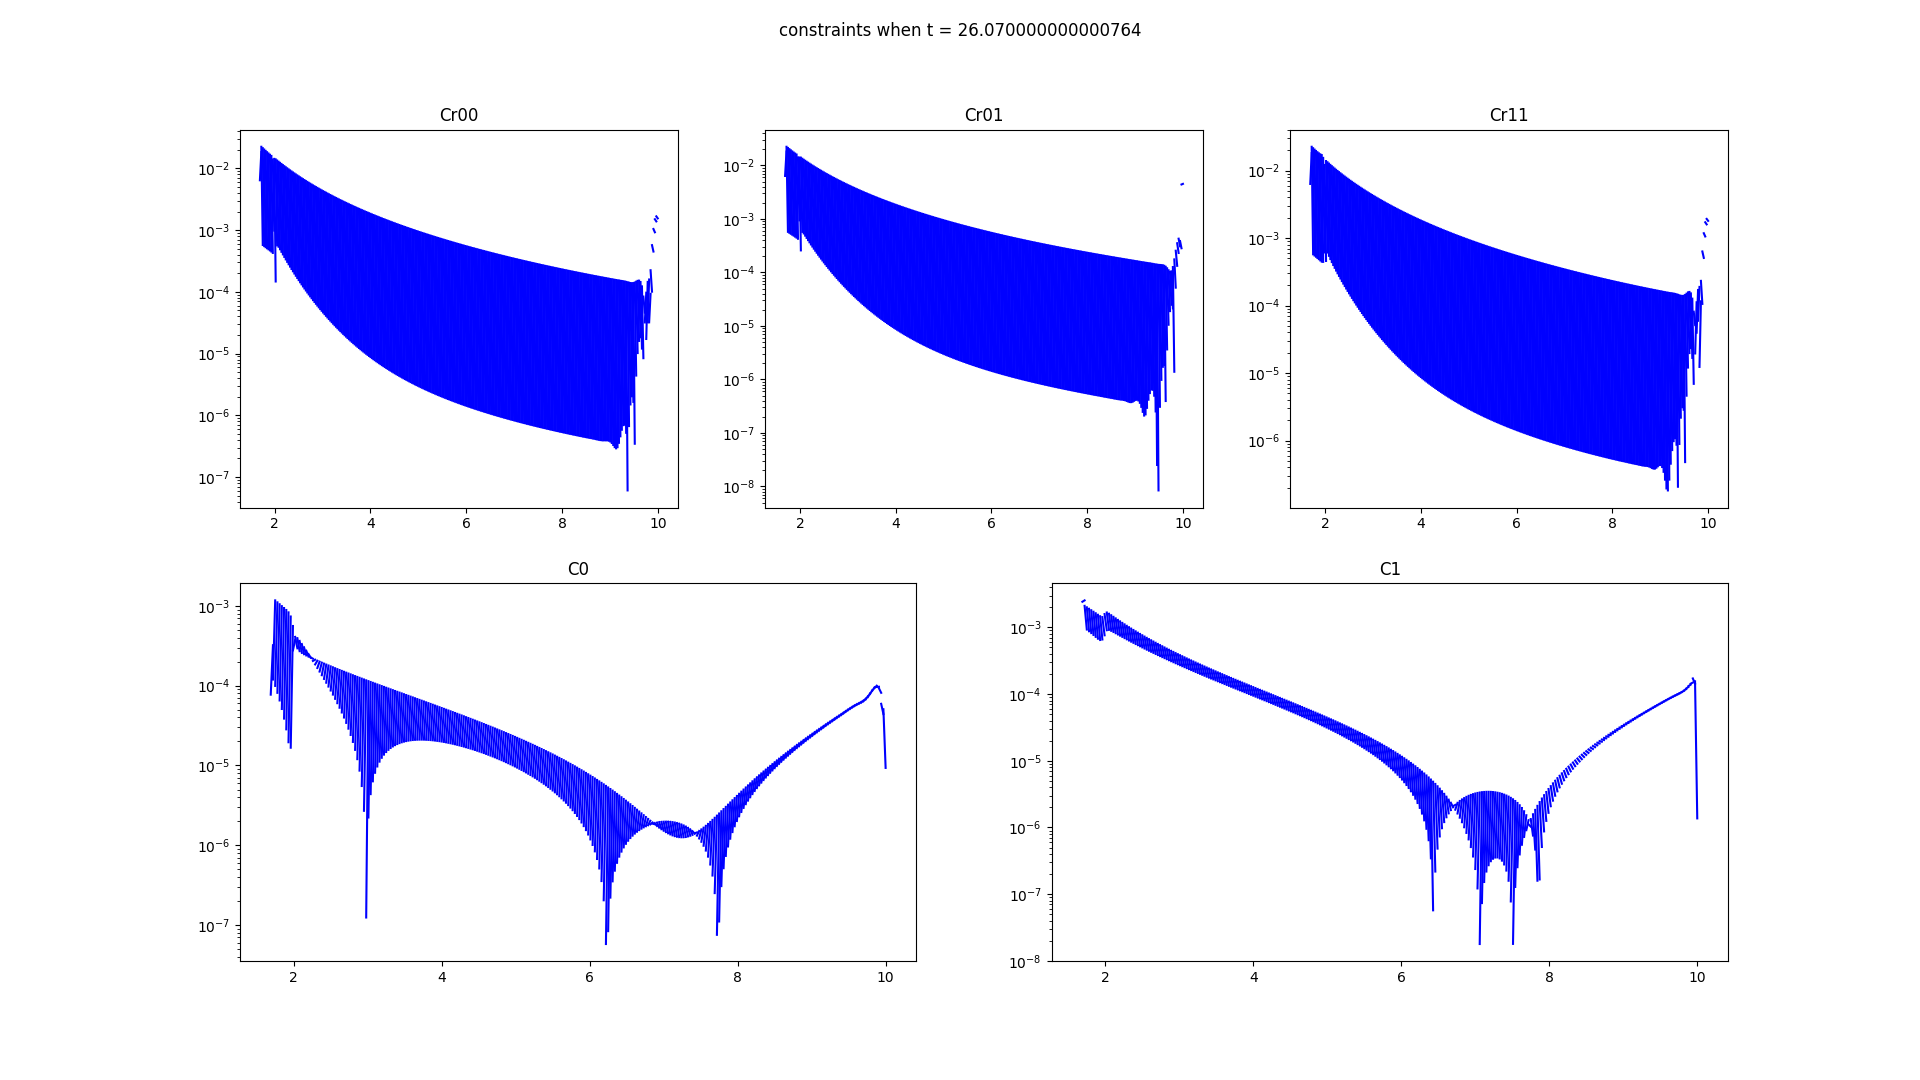 constraints when t = 26.070000000000764
Cr00 Cr01 Cr11
10⁻² 10⁻² 10⁻²
10⁻³ 10⁻³ 10⁻³
10⁻⁴ 10⁻⁴ 10⁻⁴
10⁻⁵ 10⁻⁵ 10⁻⁵
10⁻⁶ 10⁻⁶ 10⁻⁶
10⁻⁷ 10⁻⁷
10⁻⁸
2 4 6 8 10 2 4 6 8 10 2 4 6 8 10
C0 C1
10⁻³ 10⁻³
10⁻⁴ 10⁻⁴
10⁻⁵ 10⁻⁵
10⁻⁶ 10⁻⁶
10⁻⁷ 10⁻⁷
10⁻⁸
2 4 6 8 10 2 4 6 8 10